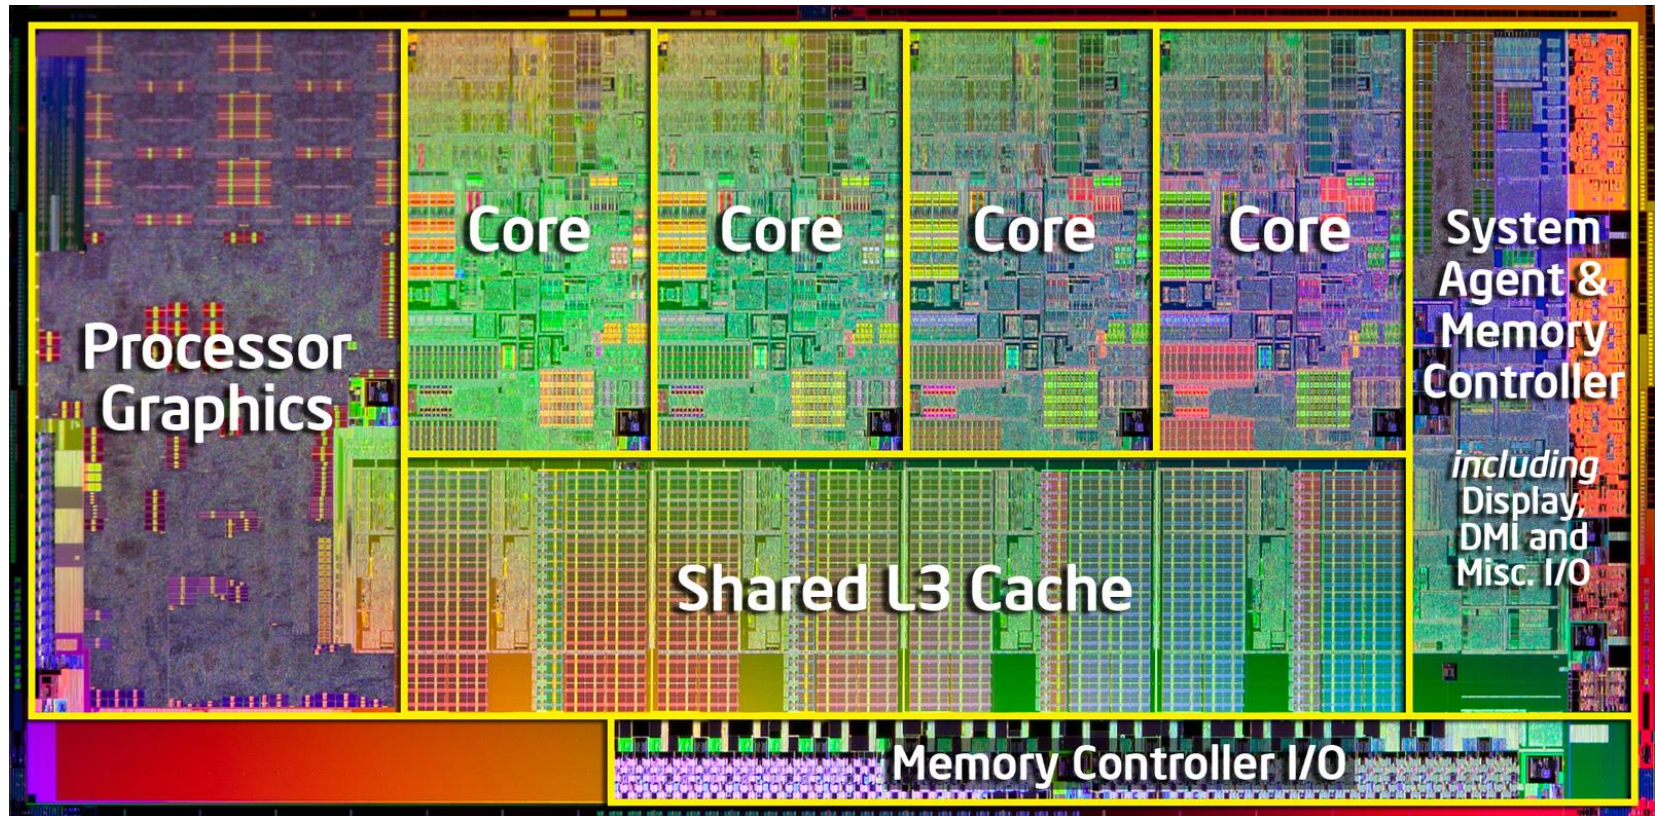 Processor
Graphics
Core
Core
Core
Core
System
Agent &
Memory
Controller
including
Display,
DMI and
Misc. I/O
Shared L3 Cache
Memory Controller I/O